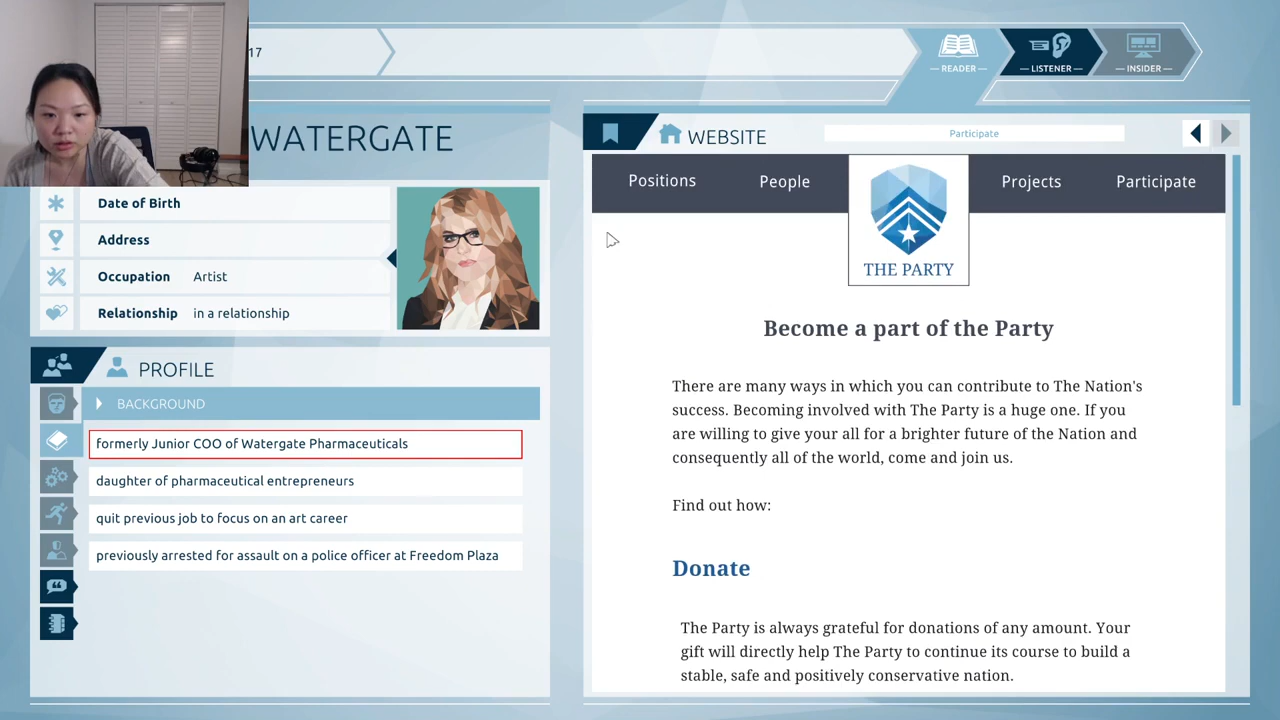 17
READER
LISTENER
INSIDER
WATERGATE
Date of Birth
Address
Occupation Artist
Relationship in a relationship
PROFILE
BACKGROUND
formerly Junior COO of Watergate Pharmaceuticals
daughter of pharmaceutical entrepreneurs
quit previous job to focus on an art career
previously arrested for assault on a police officer at Freedom Plaza
WEBSITE
Participate
Positions
People
THE PARTY
Projects
Participate
Become a part of the Party
There are many ways in which you can contribute to The Nation's
success. Becoming involved with The Party is a huge one. If you
are willing to give your all for a brighter future of the Nation and
consequently all of the world, come and join us.
Find out how:
Donate
The Party is always grateful for donations of any amount. Your
gift will directly help The Party to continue its course to build a
stable, safe and positively conservative nation.